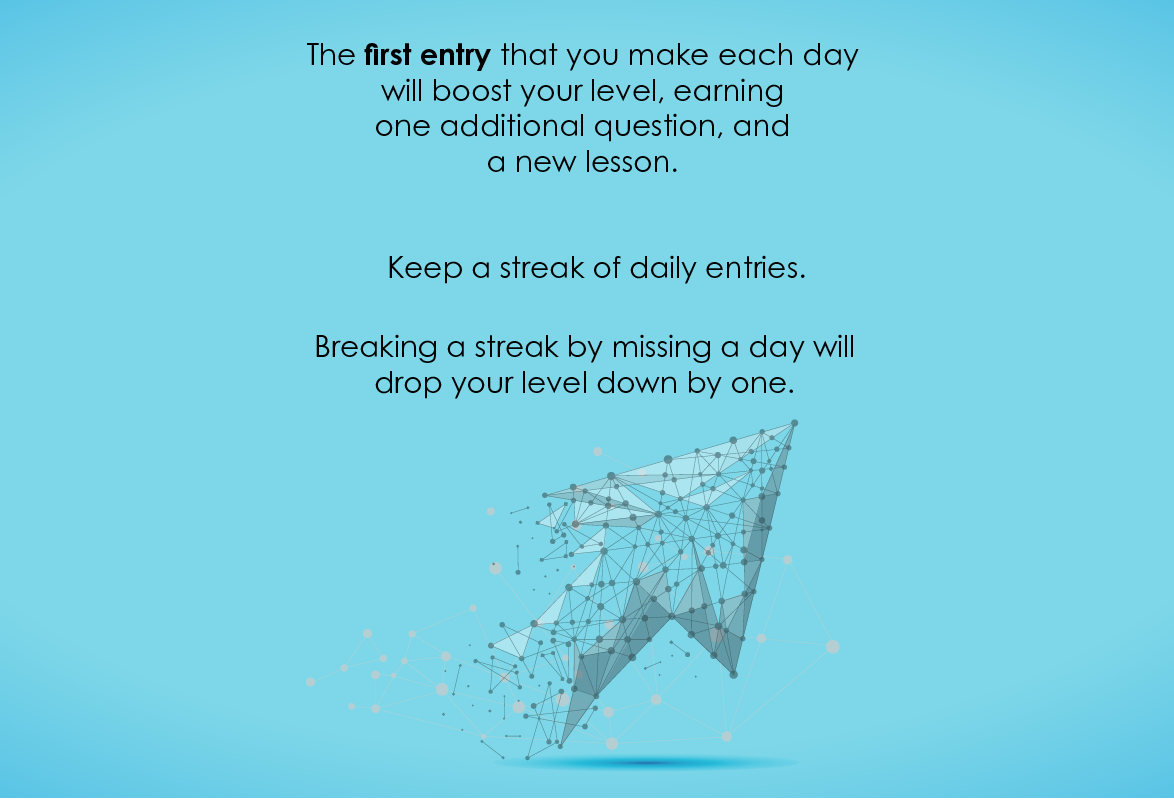 The first entry that you make each day
will boost your level, earning
one additional question, and
a new lesson.
Keep a streak of daily entries.
Breaking a streak by missing a day will
drop your level down by one.